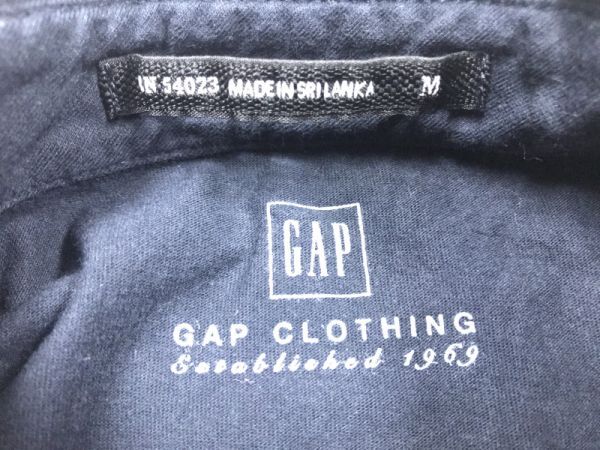 IN 54023 MADE IN SRI LANKA M
GAP
GAP CLOTHING
Established 1969